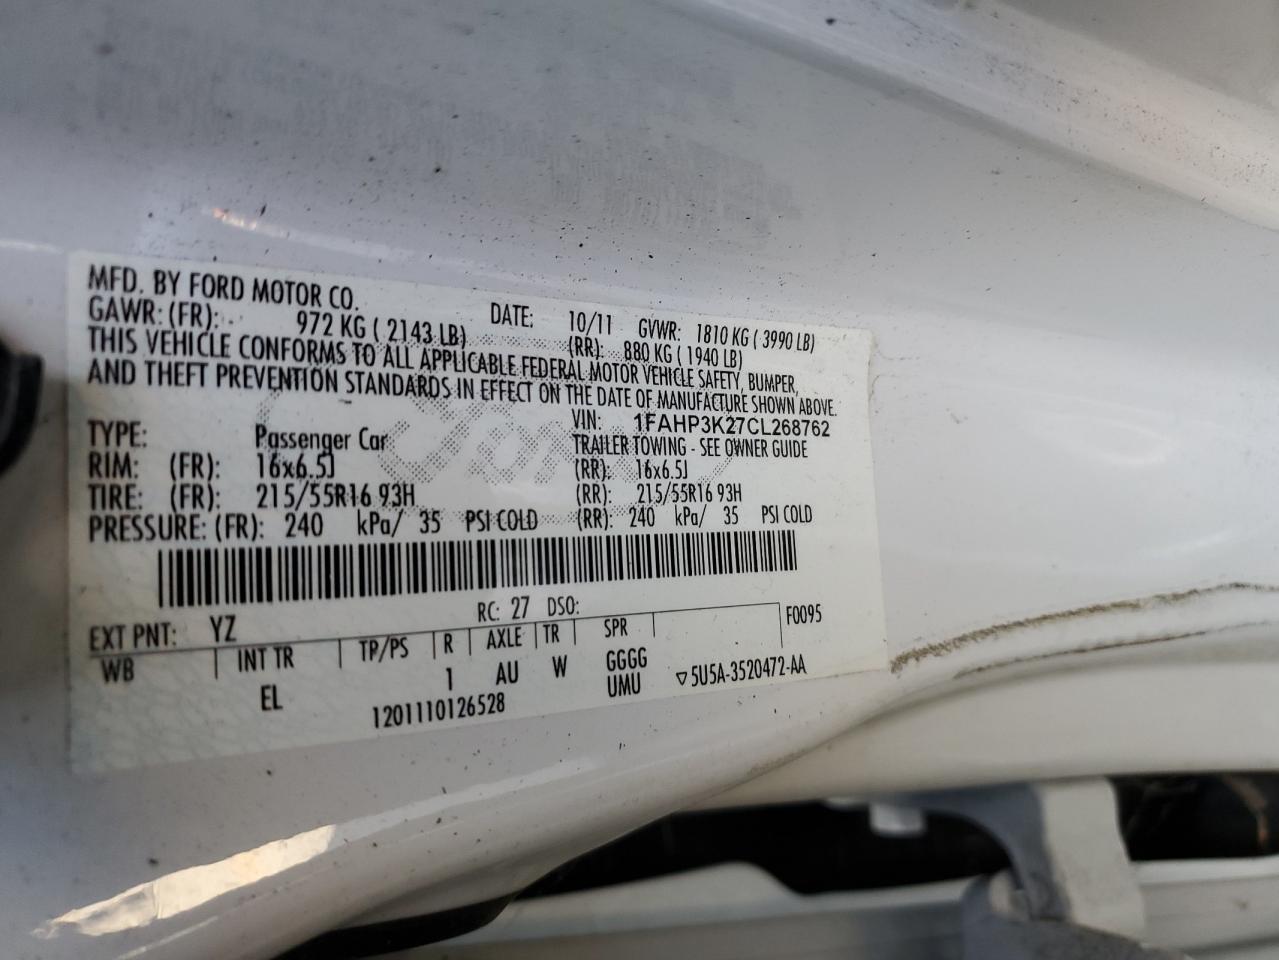 MFD. BY FORD MOTOR CO.
DATE: 10/11 GVWR: 1810 KG ( 3990 LB)
GAWR: (FR): 972 KG ( 2143 LB) (RR): 880 KG ( 1940 LB)
THIS VEHICLE CONFORMS TO ALL APPLICABLE FEDERAL MOTOR VEHICLE SAFETY, BUMPER,
AND THEFT PREVENTION STANDARDS IN EFFECT ON THE DATE OF MANUFACTURE SHOWN ABOVE.
VIN: 1FAHP3K27CL268762
TYPE: Passenger Car TRAILER TOWING - SEE OWNER GUIDE
RIM: (FR): 16x6.5J (RR): 16x6.5J
TIRE: (FR): 215/55R16 93H (RR): 215/55R16 93H
PRESSURE: (FR): 240 kPa/ 35 PSI COLD (RR): 240 kPa/ 35 PSI COLD
EXT PNT: YZ RC: 27 DSO: F0095
WB INT TR TP/PS R AXLE TR SPR
EL 1 AU W GGGG
UMU ▽5U5A-3520472-AA
1201110126528